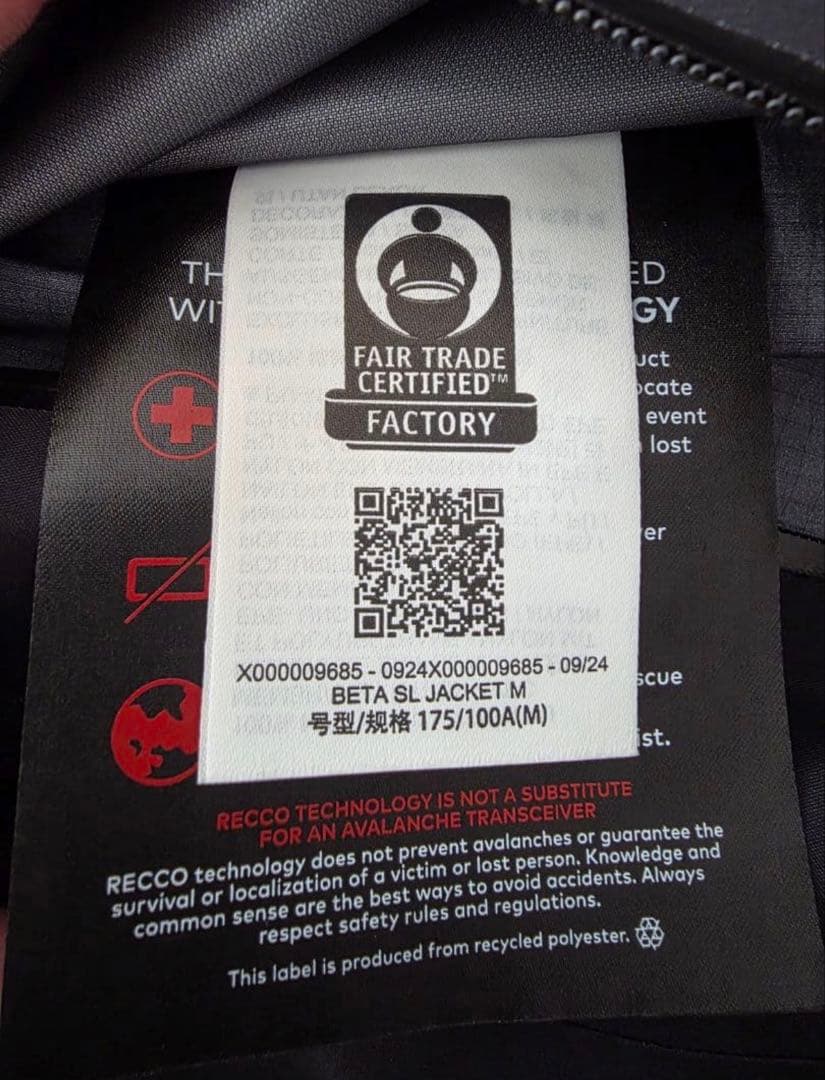 FAIR TRADE
CERTIFIED™
FACTORY
X000009685 - 0924X000009685 - 09/24
BETA SL JACKET M
号型/规格 175/100A(M)
TH ED
WI GY
uct
ocate
event
lost
er
scue
ist.
RECCO TECHNOLOGY IS NOT A SUBSTITUTE
FOR AN AVALANCHE TRANSCEIVER
RECCO technology does not prevent avalanches or guarantee the
survival or localization of a victim or lost person. Knowledge and
common sense are the best ways to avoid accidents. Always
respect safety rules and regulations.
This label is produced from recycled polyester.